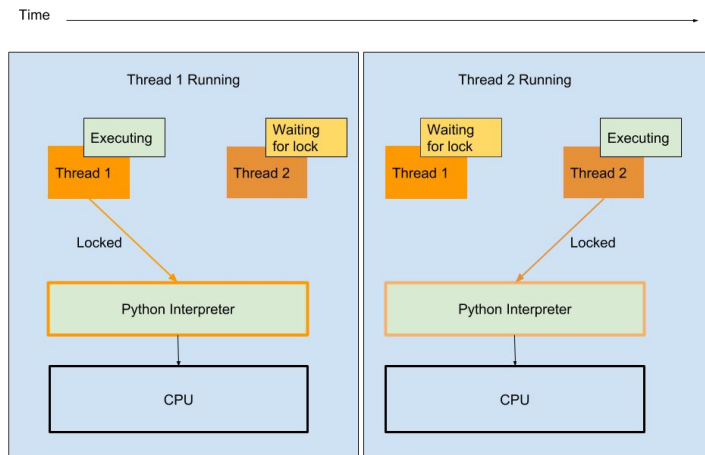 Time
Thread 1 Running
Executing
Waiting
for lock
Thread 1
Thread 2
Locked
Python Interpreter
CPU
Thread 2 Running
Waiting
for lock
Executing
Thread 1
Thread 2
Locked
Python Interpreter
CPU